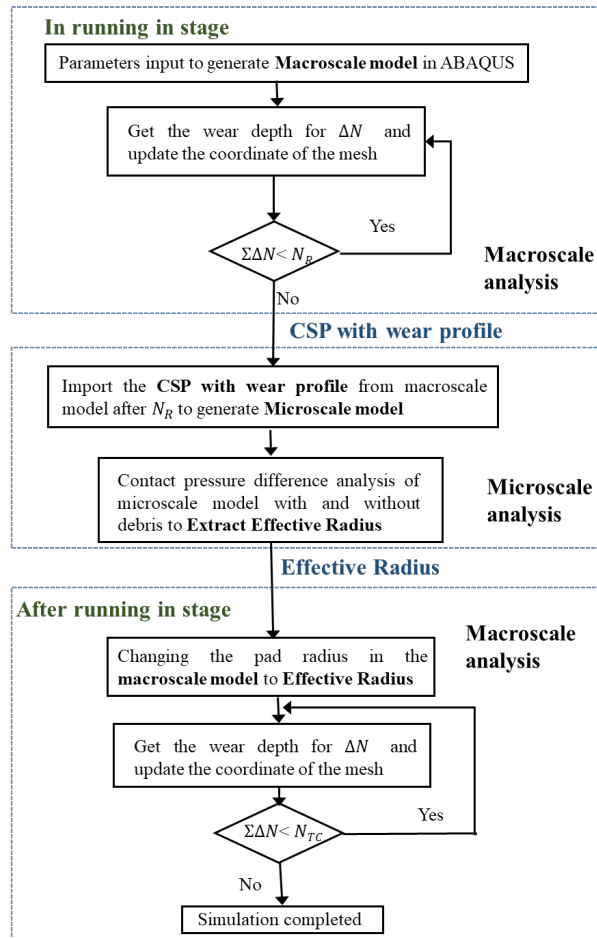 In running in stage
Parameters input to generate Macroscale model in ABAQUS
Get the wear depth for ΔN and
update the coordinate of the mesh
Yes
ΣΔN< N_R
Macroscale
analysis
No
CSP with wear profile
Import the CSP with wear profile from macroscale
model after N_R to generate Microscale model
Contact pressure difference analysis of
microscale model with and without
debris to Extract Effective Radius
Microscale
analysis
Effective Radius
After running in stage
Macroscale
analysis
Changing the pad radius in the
macroscale model to Effective Radius
Get the wear depth for ΔN and
update the coordinate of the mesh
Yes
ΣΔN< N_TC
No
Simulation completed